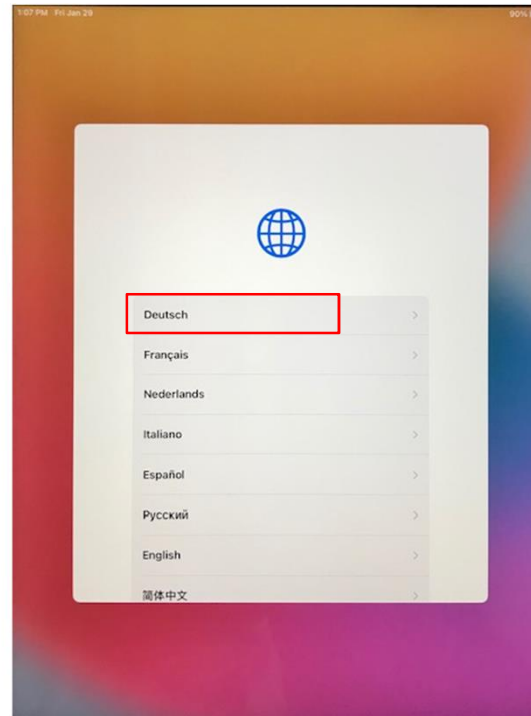 1:07 PM Fri Jan 29
90%
Deutsch
Français
Nederlands
Italiano
Español
Русский
English
简体中文